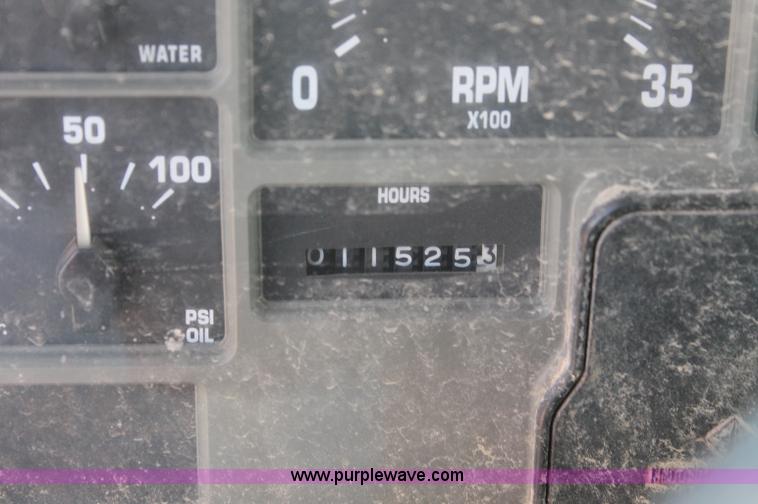 WATER
0 RPM 35
X100
50
100
HOURS
0115253
PSI
OIL
www.purplewave.com